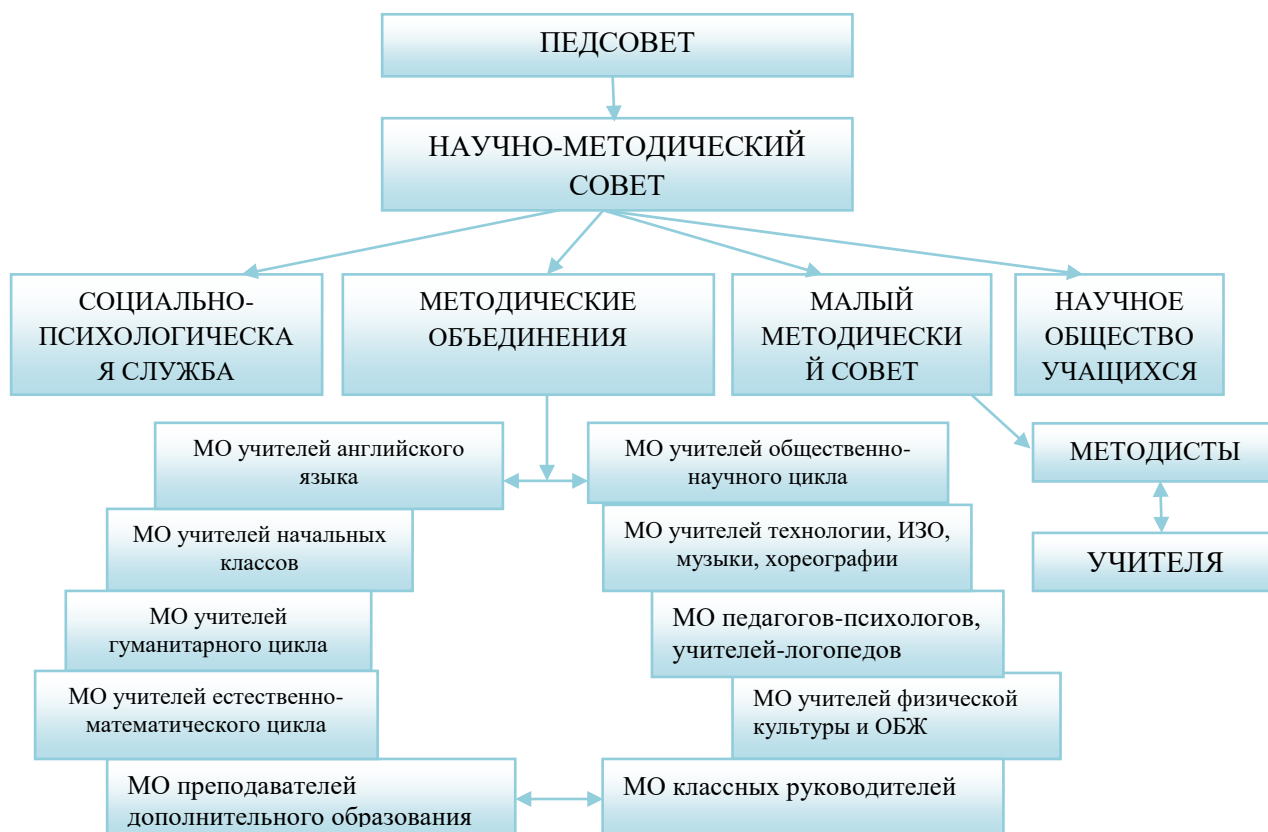 ПЕДСОВЕТ
НАУЧНО-МЕТОДИЧЕСКИЙ
СОВЕТ
СОЦИАЛЬНО-
ПСИХОЛОГИЧЕСКА
Я СЛУЖБА
МЕТОДИЧЕСКИЕ
ОБЪЕДИНЕНИЯ
МАЛЫЙ
МЕТОДИЧЕСКИ
Й СОВЕТ
НАУЧНОЕ
ОБЩЕСТВО
УЧАЩИХСЯ
МО учителей английского
языка
МО учителей общественно-
научного цикла
МЕТОДИСТЫ
МО учителей начальных
классов
МО учителей технологии, ИЗО,
музыки, хореографии
УЧИТЕЛЯ
МО учителей
гуманитарного цикла
МО педагогов-психологов,
учителей-логопедов
МО учителей естественно-
математического цикла
МО учителей физической
культуры и ОБЖ
МО преподавателей
дополнительного образования
МО классных руководителей